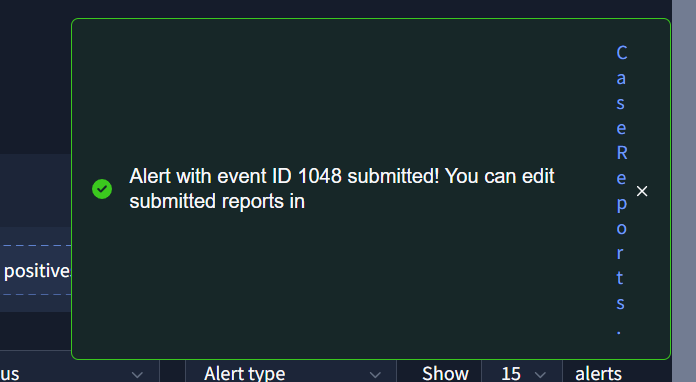 Alert with event ID 1048 submitted! You can edit
submitted reports in
C
a
s
e
R
e
p
o
r
t
s
.
positive
us
Alert type
Show
15
alerts